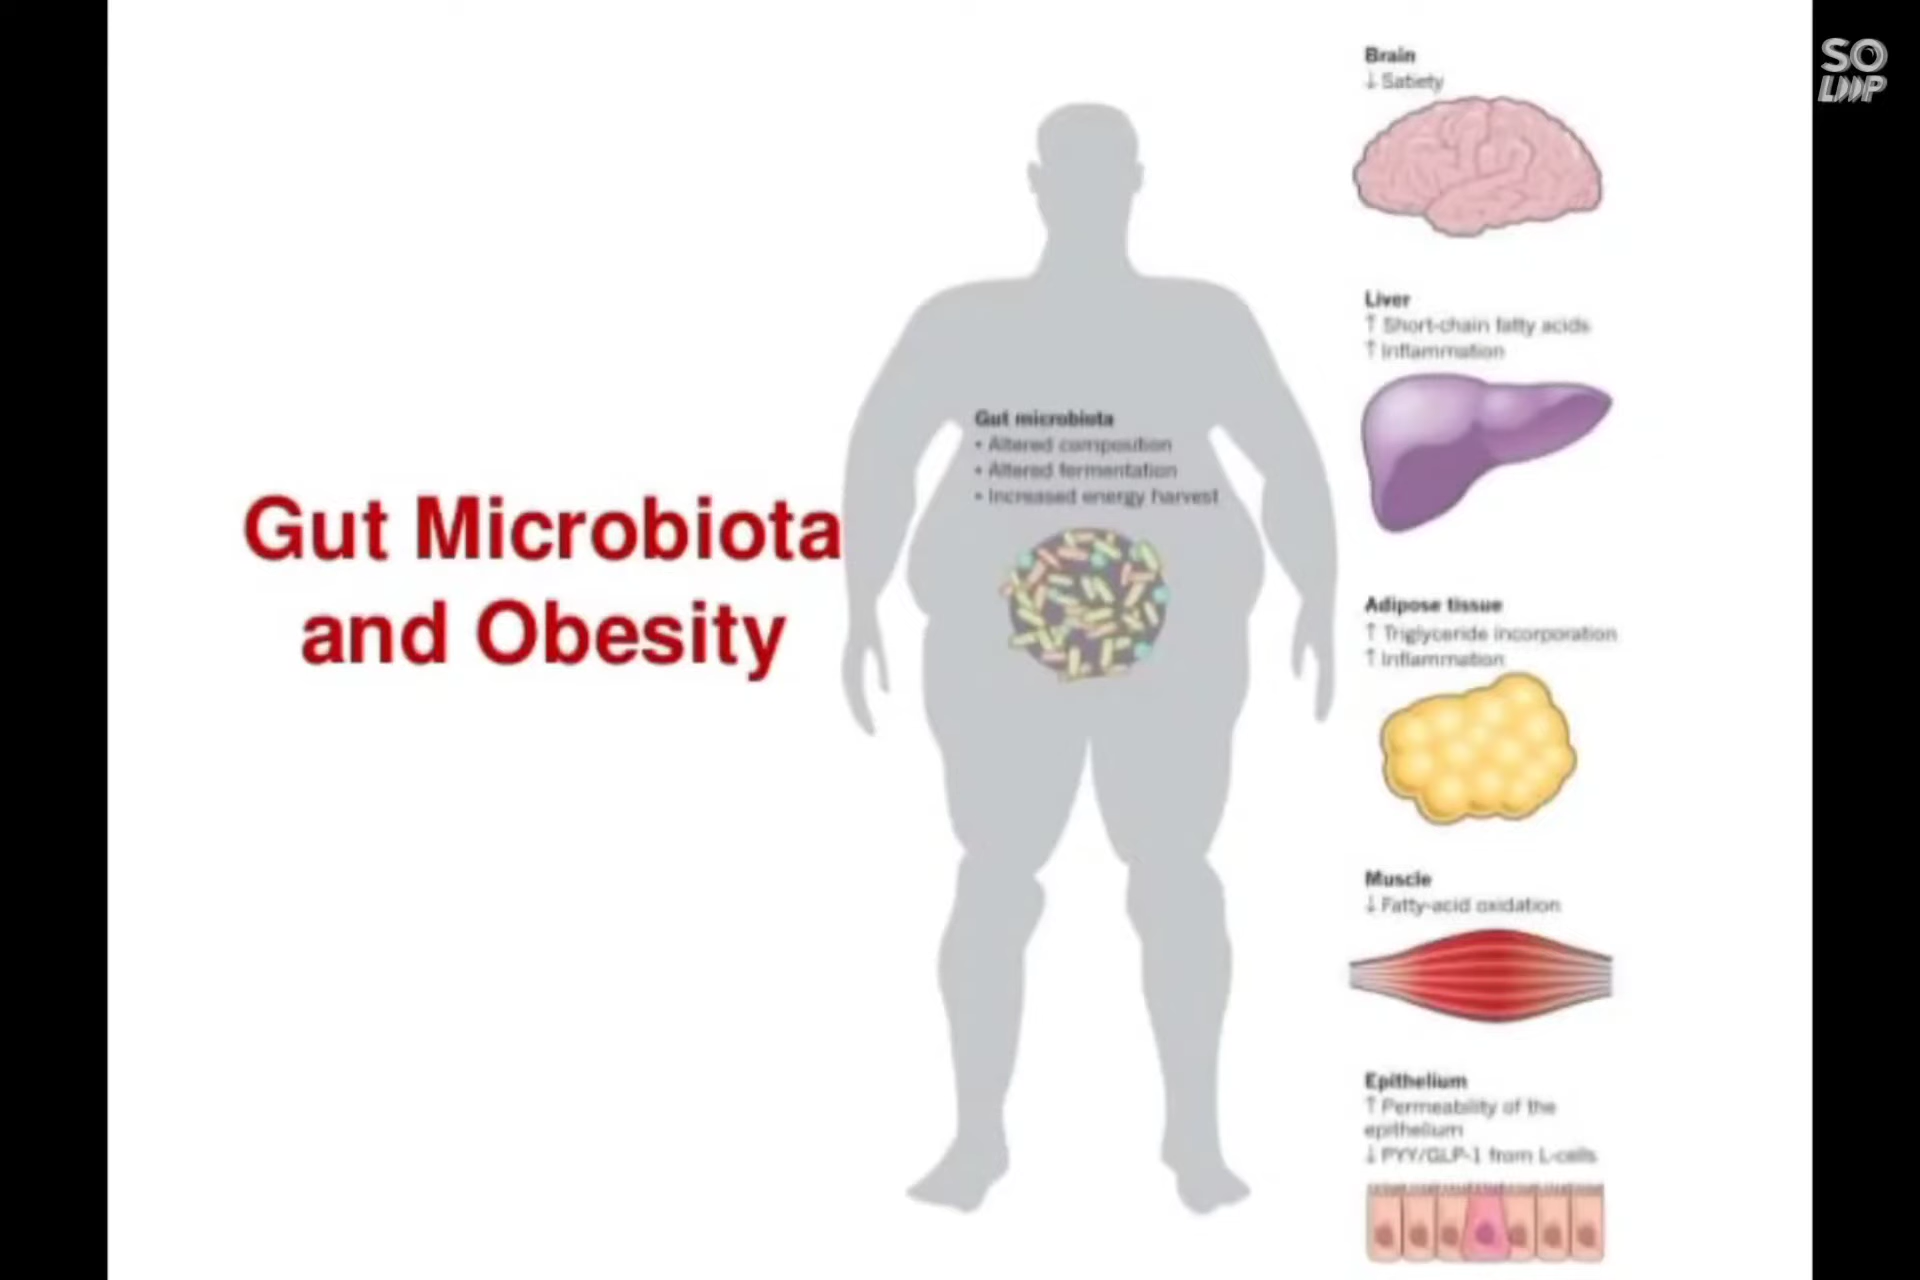 SO
LOOP
Gut Microbiota
and Obesity
Gut microbiota
• Altered composition
• Altered fermentation
• Increased energy harvest
Brain
↓ Satiety
Liver
↑ Short-chain fatty acids
↑ Inflammation
Adipose tissue
↑ Triglyceride incorporation
↑ Inflammation
Muscle
↓ Fatty-acid oxidation
Epithelium
↑ Permeability of the
epithelium
↓ PYY/GLP-1 from L-cells